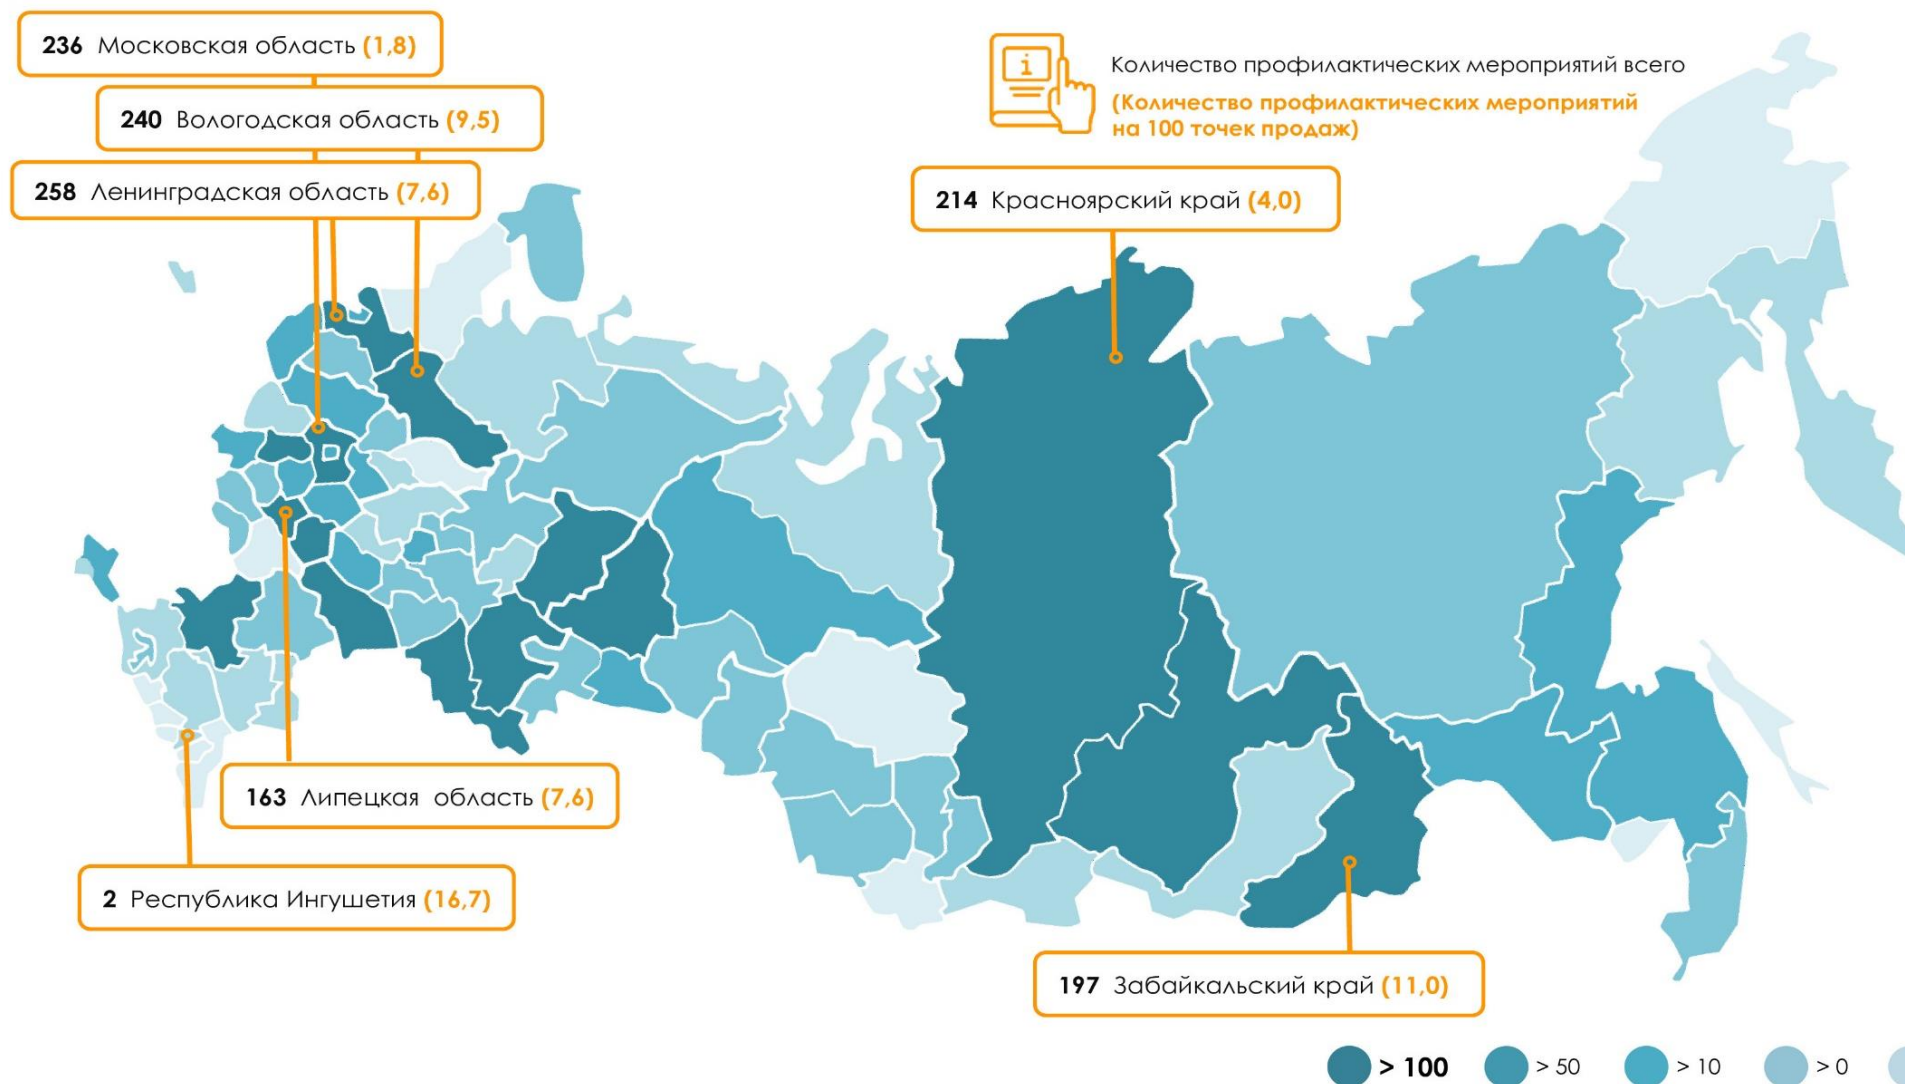 236 Московская область (1,8)
240 Вологодская область (9,5)
258 Ленинградская область (7,6)
i
Количество профилактических мероприятий всего
(Количество профилактических мероприятий
на 100 точек продаж)
214 Красноярский край (4,0)
163 Липецкая область (7,6)
2 Республика Ингушетия (16,7)
197 Забайкальский край (11,0)
> 100 > 50 > 10 > 0